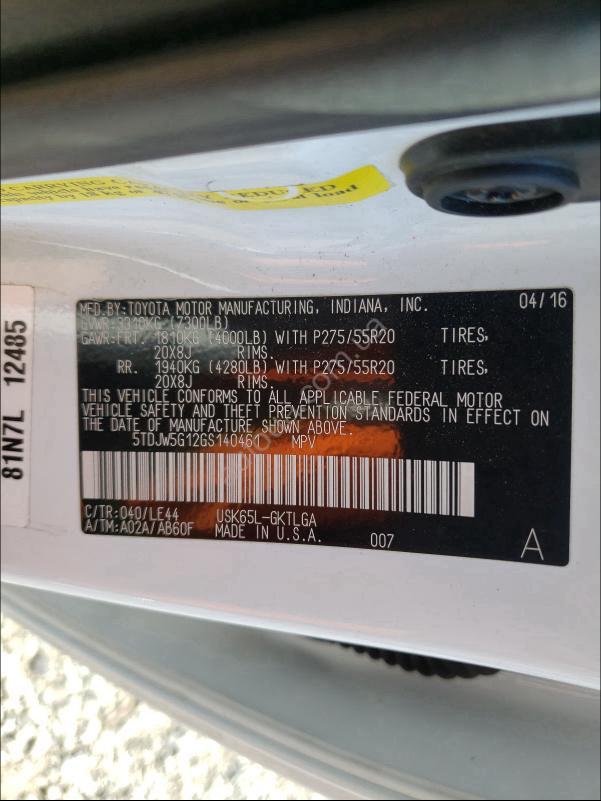 MFD.BY:TOYOTA MOTOR MANUFACTURING, INDIANA, INC. 04/16
GVWR:3310KG (7300LB)
GAWR:FRT. 1810KG (4000LB) WITH P275/55R20 TIRES,
20X8J RIMS.
RR. 1940KG (4280LB) WITH P275/55R20 TIRES,
20X8J RIMS.
THIS VEHICLE CONFORMS TO ALL APPLICABLE FEDERAL MOTOR
VEHICLE SAFETY AND THEFT PREVENTION STANDARDS IN EFFECT ON
THE DATE OF MANUFACTURE SHOWN ABOVE.
5TDJW5G12GS140461 MPV
C/TR:040/LE44 USK65L-GKTLGA
A/TM:A02A/AB60F MADE IN U.S.A. 007 A
81N7L 12485